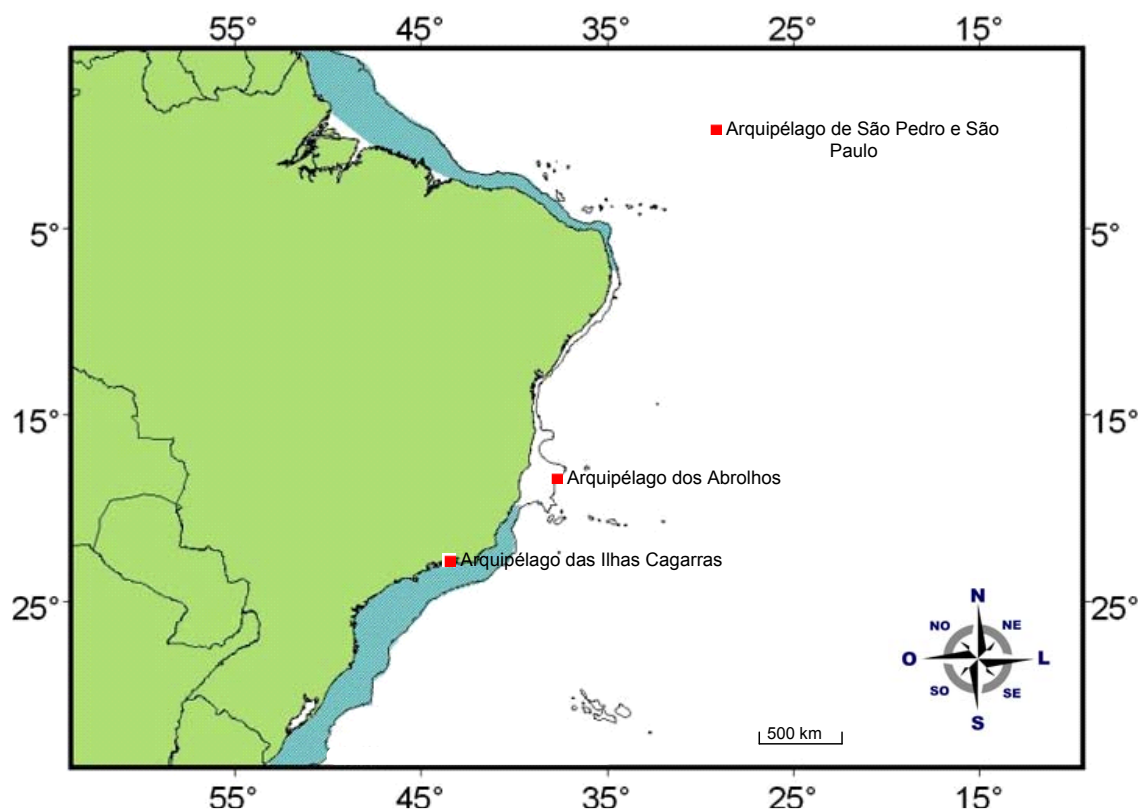 55° 45° 35° 25° 15°
Arquipélago de São Pedro e São
Paulo
5° 5°
15° 15°
Arquipélago dos Abrolhos
Arquipélago das Ilhas Cagarras
25° 25°
N
NO NE
O L
SO SE
S
500 km
55° 45° 35° 25° 15°